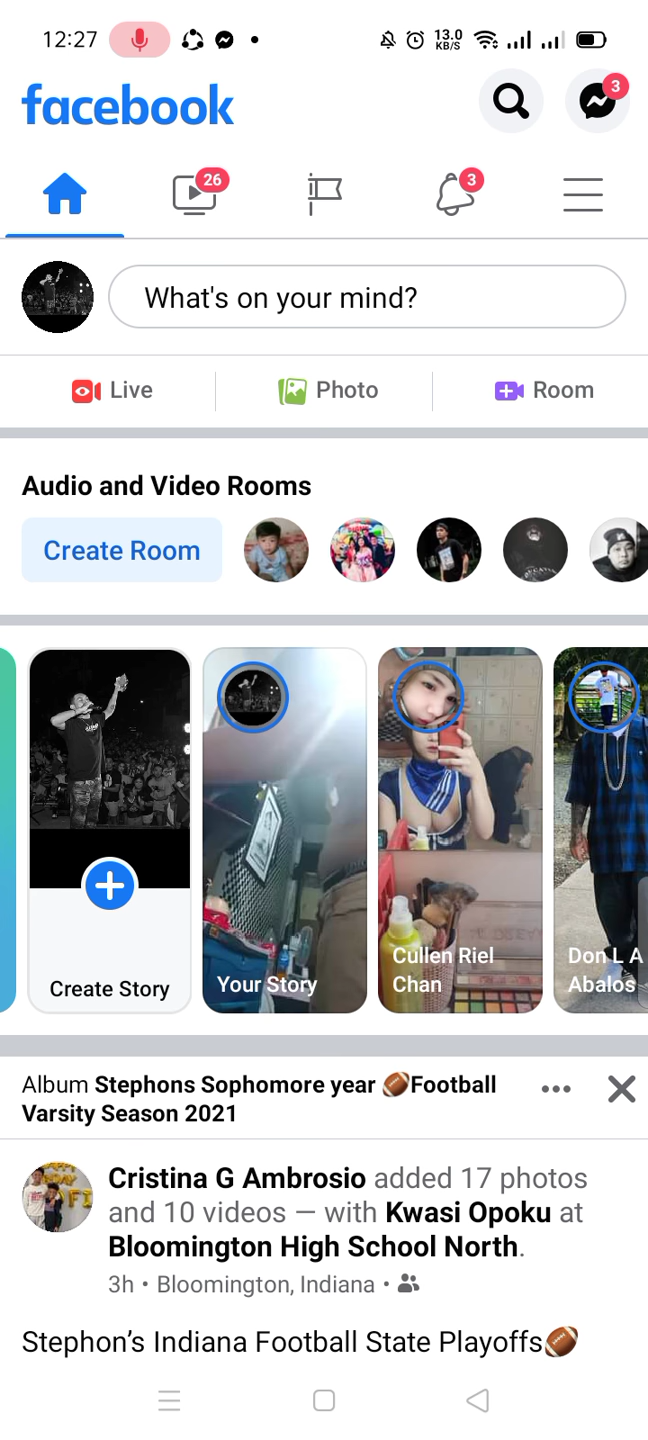 12:27
13.0
KB/S
facebook
3
26
3
What's on your mind?
Live
Photo
Room
Audio and Video Rooms
Create Room
Create Story
Your Story
Cullen Riel
Chan
Don L A
Abalos
Album Stephons Sophomore year 🏈Football
Varsity Season 2021
Cristina G Ambrosio added 17 photos
and 10 videos — with Kwasi Opoku at
Bloomington High School North.
3h • Bloomington, Indiana •
Stephon's Indiana Football State Playoffs🏈